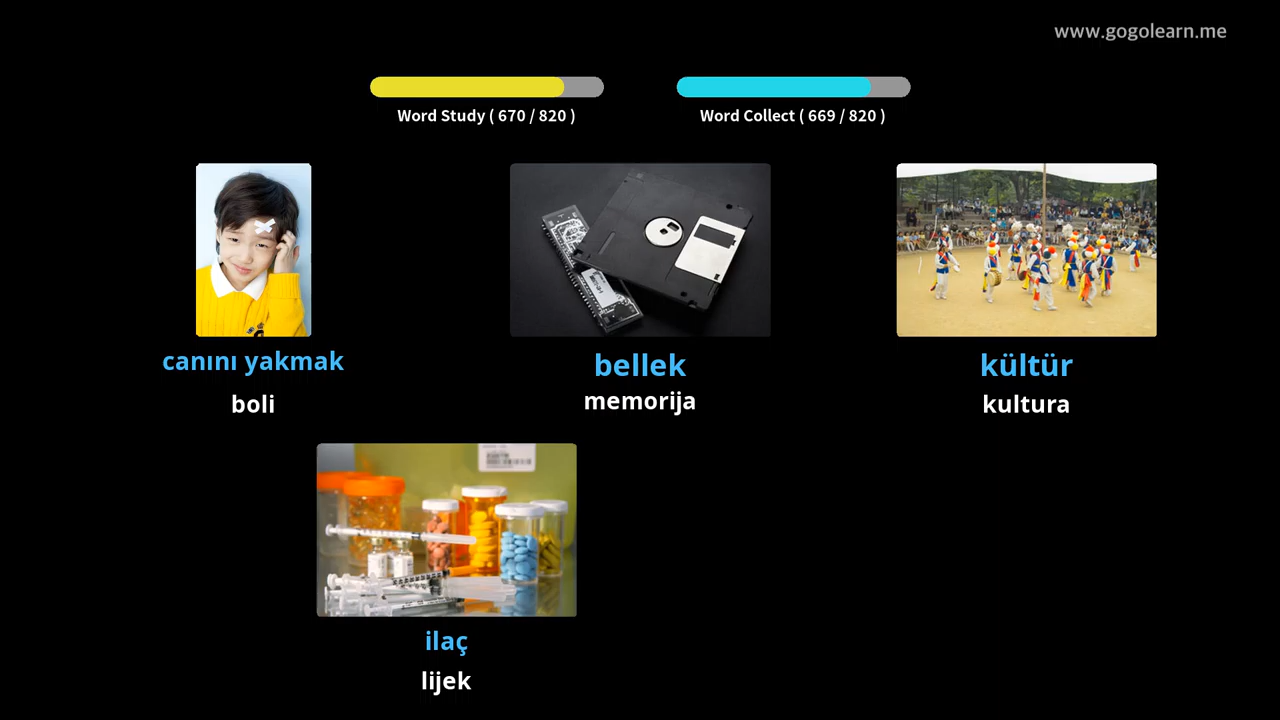 www.gogolearn.me
Word Study ( 670 / 820 )
Word Collect ( 669 / 820 )
canını yakmak
boli
bellek
memorija
kültür
kultura
ilaç
lijek